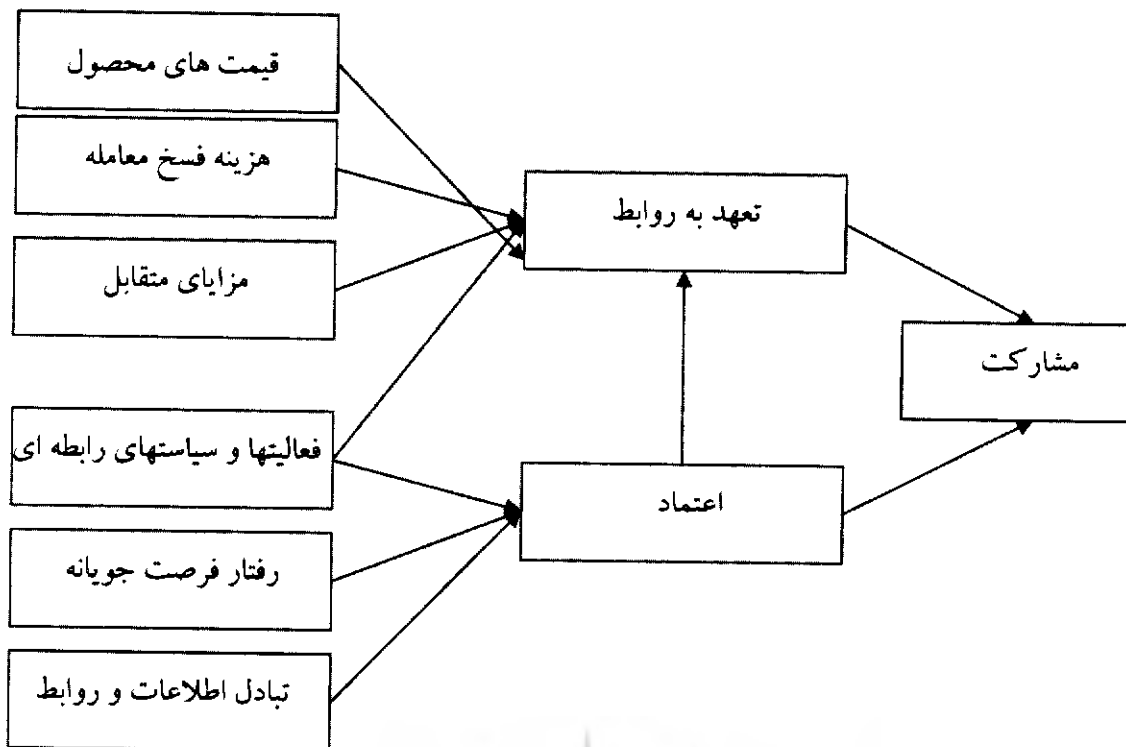 قیمت های محصول
هزینه فسخ معامله
مزایای متقابل
فعالیتها و سیاستهای رابطه ای
رفتار فرصت جویانه
تبادل اطلاعات و روابط
تعهد به روابط
اعتماد
مشارکت